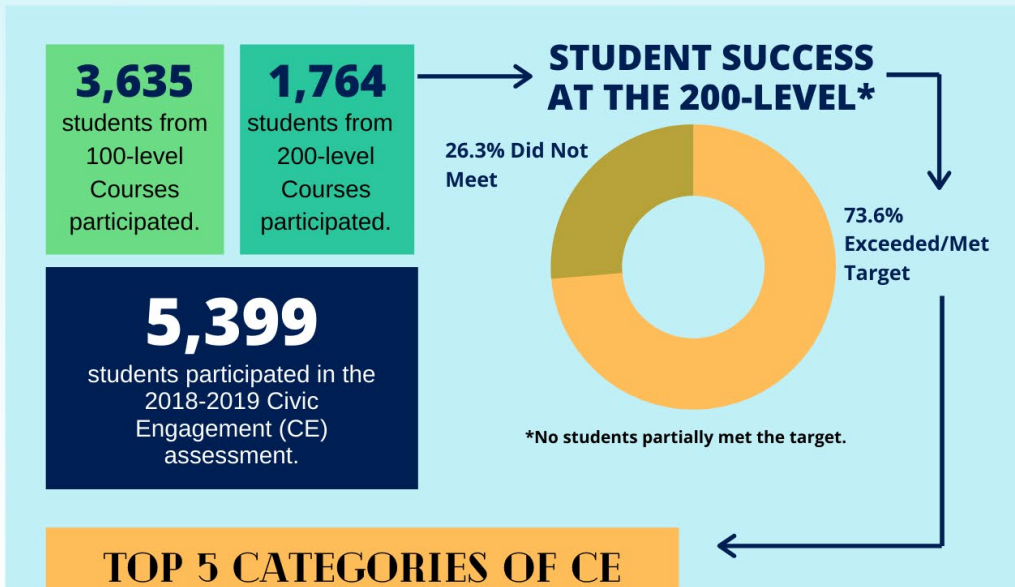 3,635
students from
100-level
Courses
participated.
1,764
students from
200-level
Courses
participated.
5,399
students participated in the
2018-2019 Civic
Engagement (CE)
assessment.
STUDENT SUCCESS
AT THE 200-LEVEL*
26.3% Did Not
Meet
73.6%
Exceeded/Met
Target
*No students partially met the target.
TOP 5 CATEGORIES OF CE